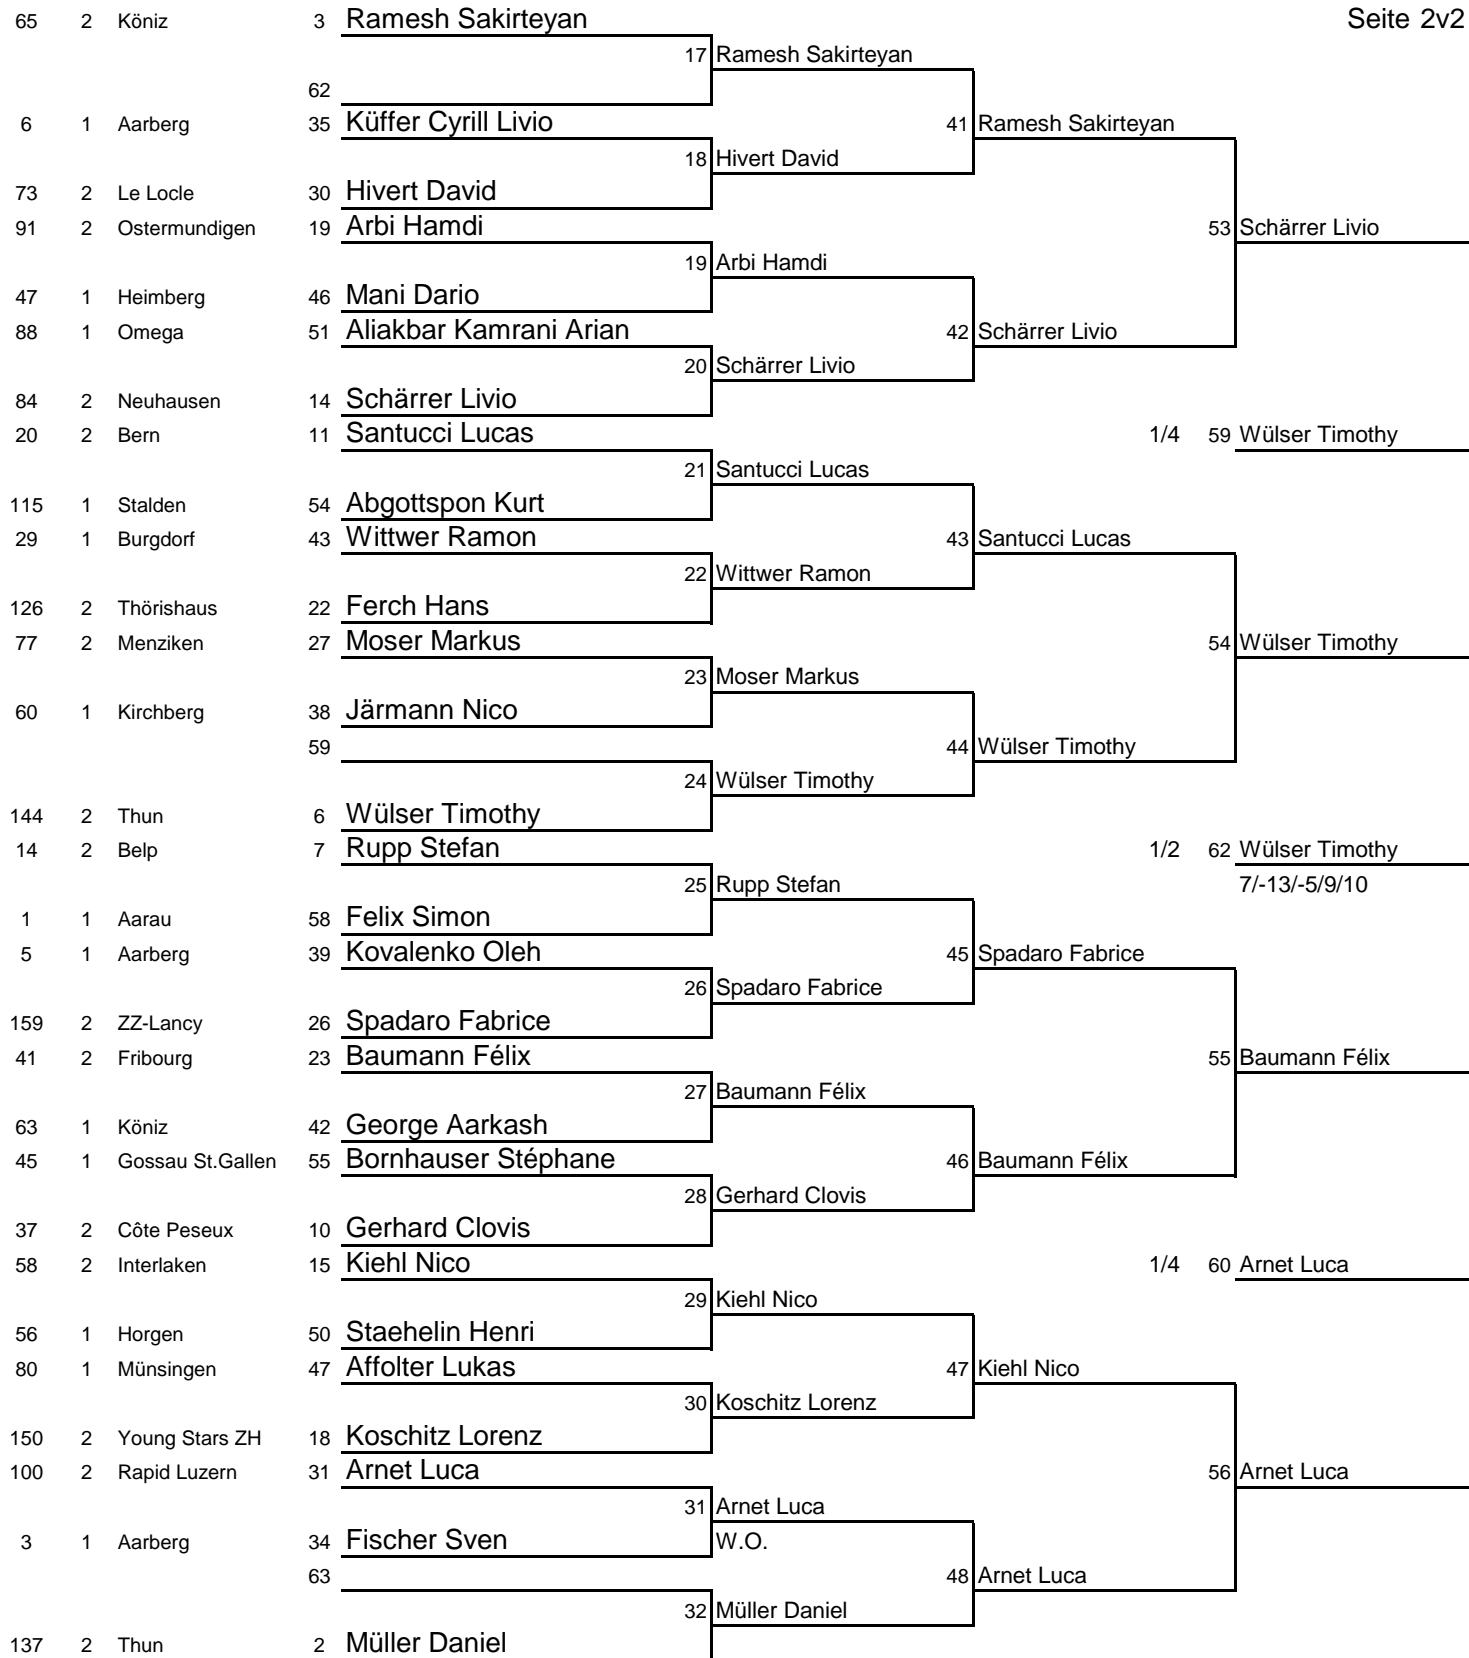 65 2 Köniz 3 Ramesh Sakirteyan Seite 2v2
17 Ramesh Sakirteyan
62
6 1 Aarberg 35 Küffer Cyrill Livio 41 Ramesh Sakirteyan
18 Hivert David
73 2 Le Locle 30 Hivert David
91 2 Ostermundigen 19 Arbi Hamdi 53 Schärrer Livio
19 Arbi Hamdi
47 1 Heimberg 46 Mani Dario
88 1 Omega 51 Aliakbar Kamrani Arian 42 Schärrer Livio
20 Schärrer Livio
84 2 Neuhausen 14 Schärrer Livio
20 2 Bern 11 Santucci Lucas 1/4 59 Wülser Timothy
21 Santucci Lucas
115 1 Stalden 54 Abgottspon Kurt
29 1 Burgdorf 43 Wittwer Ramon 43 Santucci Lucas
22 Wittwer Ramon
126 2 Thörishaus 22 Ferch Hans
77 2 Menziken 27 Moser Markus 54 Wülser Timothy
23 Moser Markus
60 1 Kirchberg 38 Järmann Nico
59 44 Wülser Timothy
24 Wülser Timothy
144 2 Thun 6 Wülser Timothy
14 2 Belp 7 Rupp Stefan 1/2 62 Wülser Timothy
25 Rupp Stefan 7/-13/-5/9/10
1 1 Aarau 58 Felix Simon
5 1 Aarberg 39 Kovalenko Oleh 45 Spadaro Fabrice
26 Spadaro Fabrice
159 2 ZZ-Lancy 26 Spadaro Fabrice
41 2 Fribourg 23 Baumann Félix 55 Baumann Félix
27 Baumann Félix
63 1 Köniz 42 George Aarkash
45 1 Gossau St.Gallen 55 Bornhauser Stéphane 46 Baumann Félix
28 Gerhard Clovis
37 2 Côte Peseux 10 Gerhard Clovis
58 2 Interlaken 15 Kiehl Nico 1/4 60 Arnet Luca
29 Kiehl Nico
56 1 Horgen 50 Staehelin Henri
80 1 Münsingen 47 Affolter Lukas 47 Kiehl Nico
30 Koschitz Lorenz
150 2 Young Stars ZH 18 Koschitz Lorenz
100 2 Rapid Luzern 31 Arnet Luca 56 Arnet Luca
31 Arnet Luca
3 1 Aarberg 34 Fischer Sven W.O.
63 48 Arnet Luca
32 Müller Daniel
137 2 Thun 2 Müller Daniel